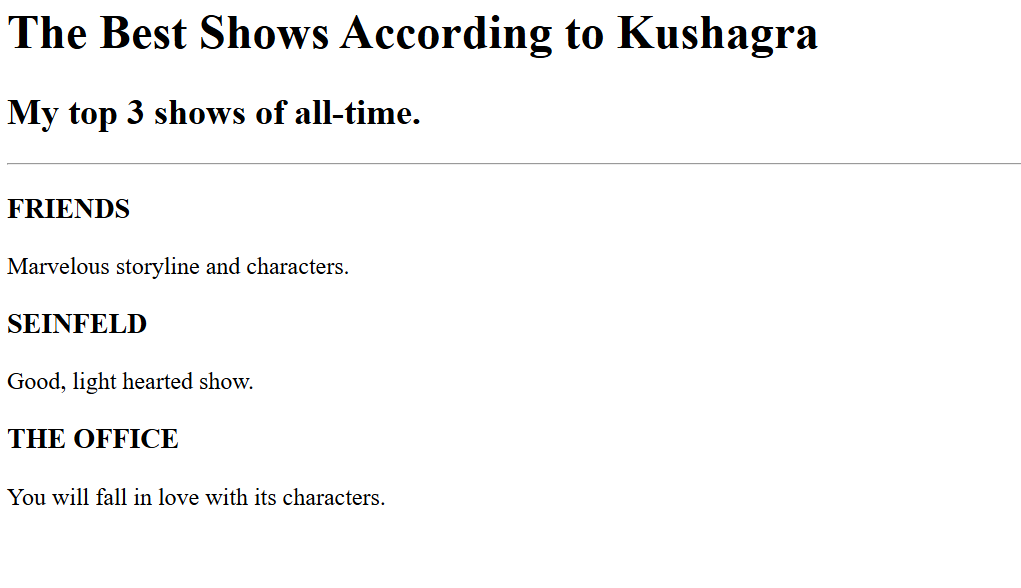 The Best Shows According to Kushagra
My top 3 shows of all-time.
FRIENDS
Marvelous storyline and characters.
SEINFELD
Good, light hearted show.
THE OFFICE
You will fall in love with its characters.